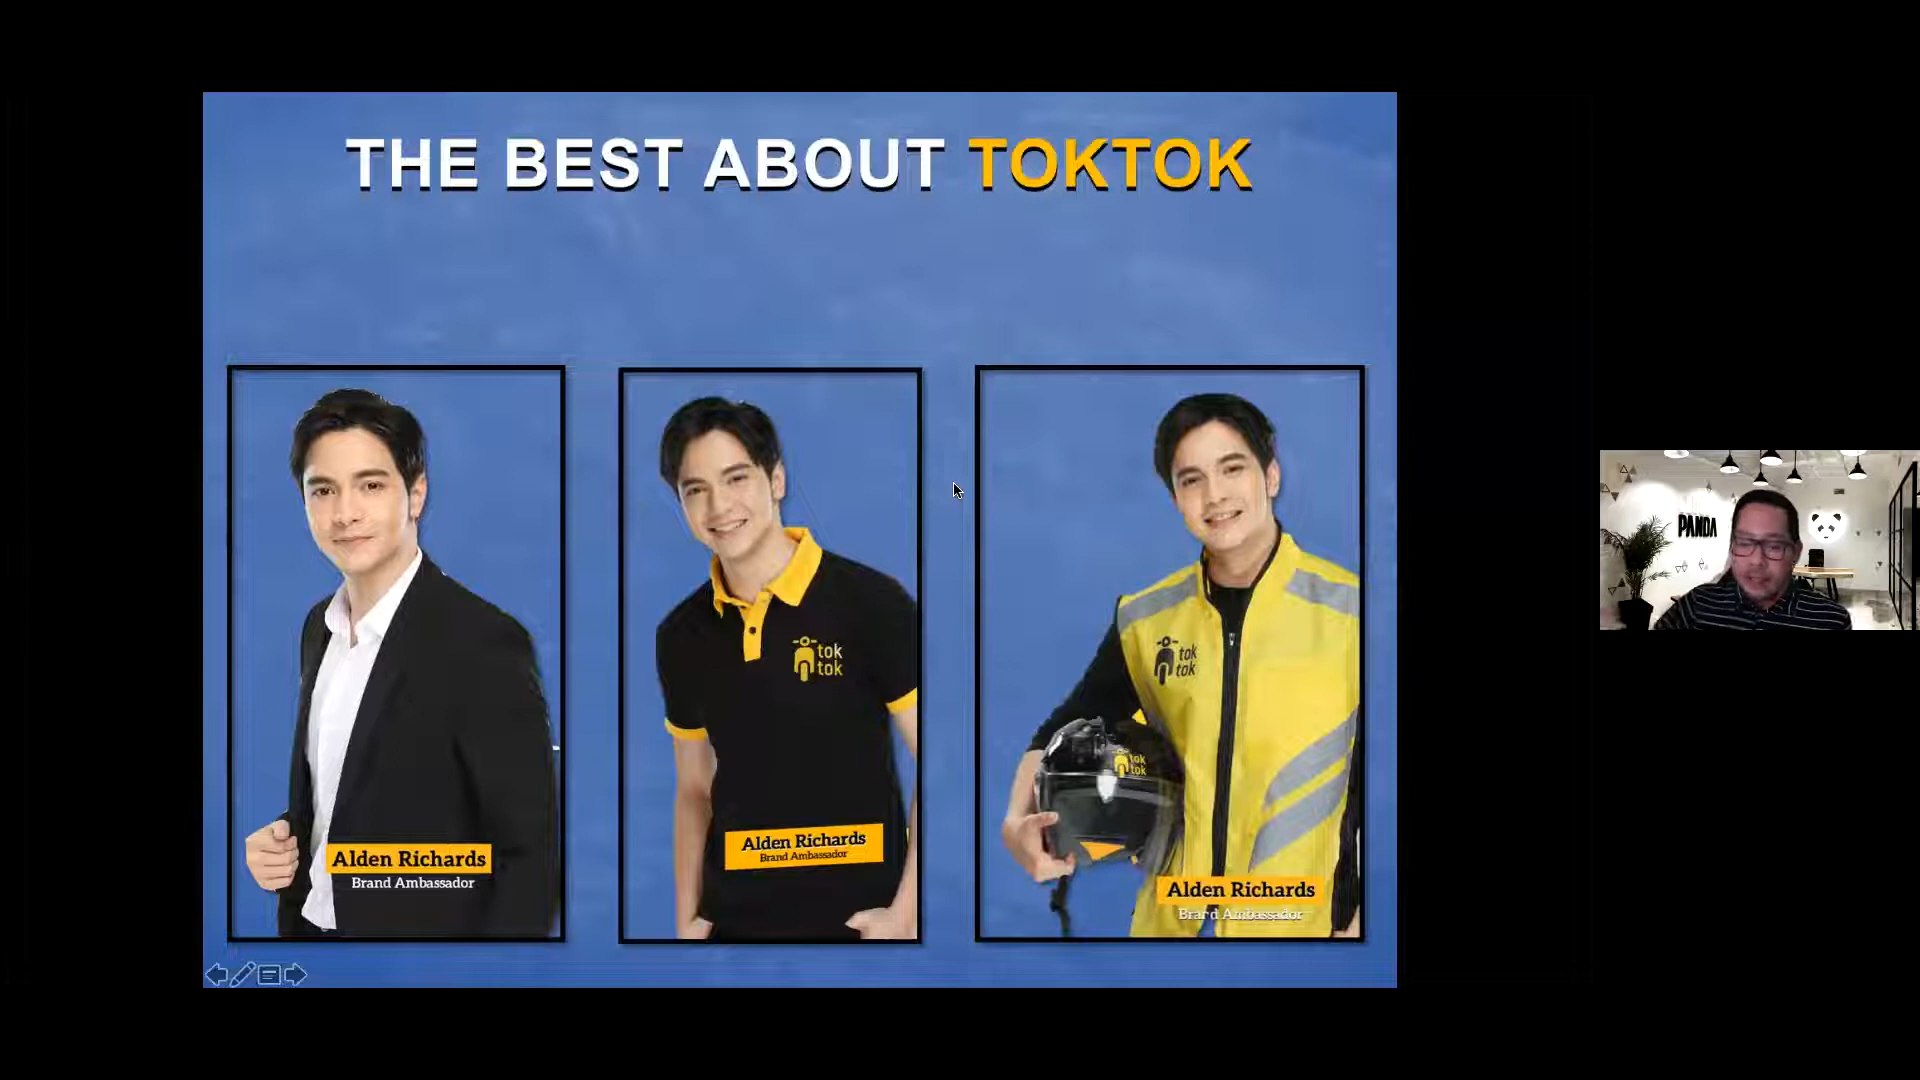 THE BEST ABOUT TOKTOK
tok
tok
tok
tok
tok
tok
Alden Richards
Brand Ambassador
Alden Richards
Brand Ambassador
Alden Richards
Brand Ambassador
PANDA